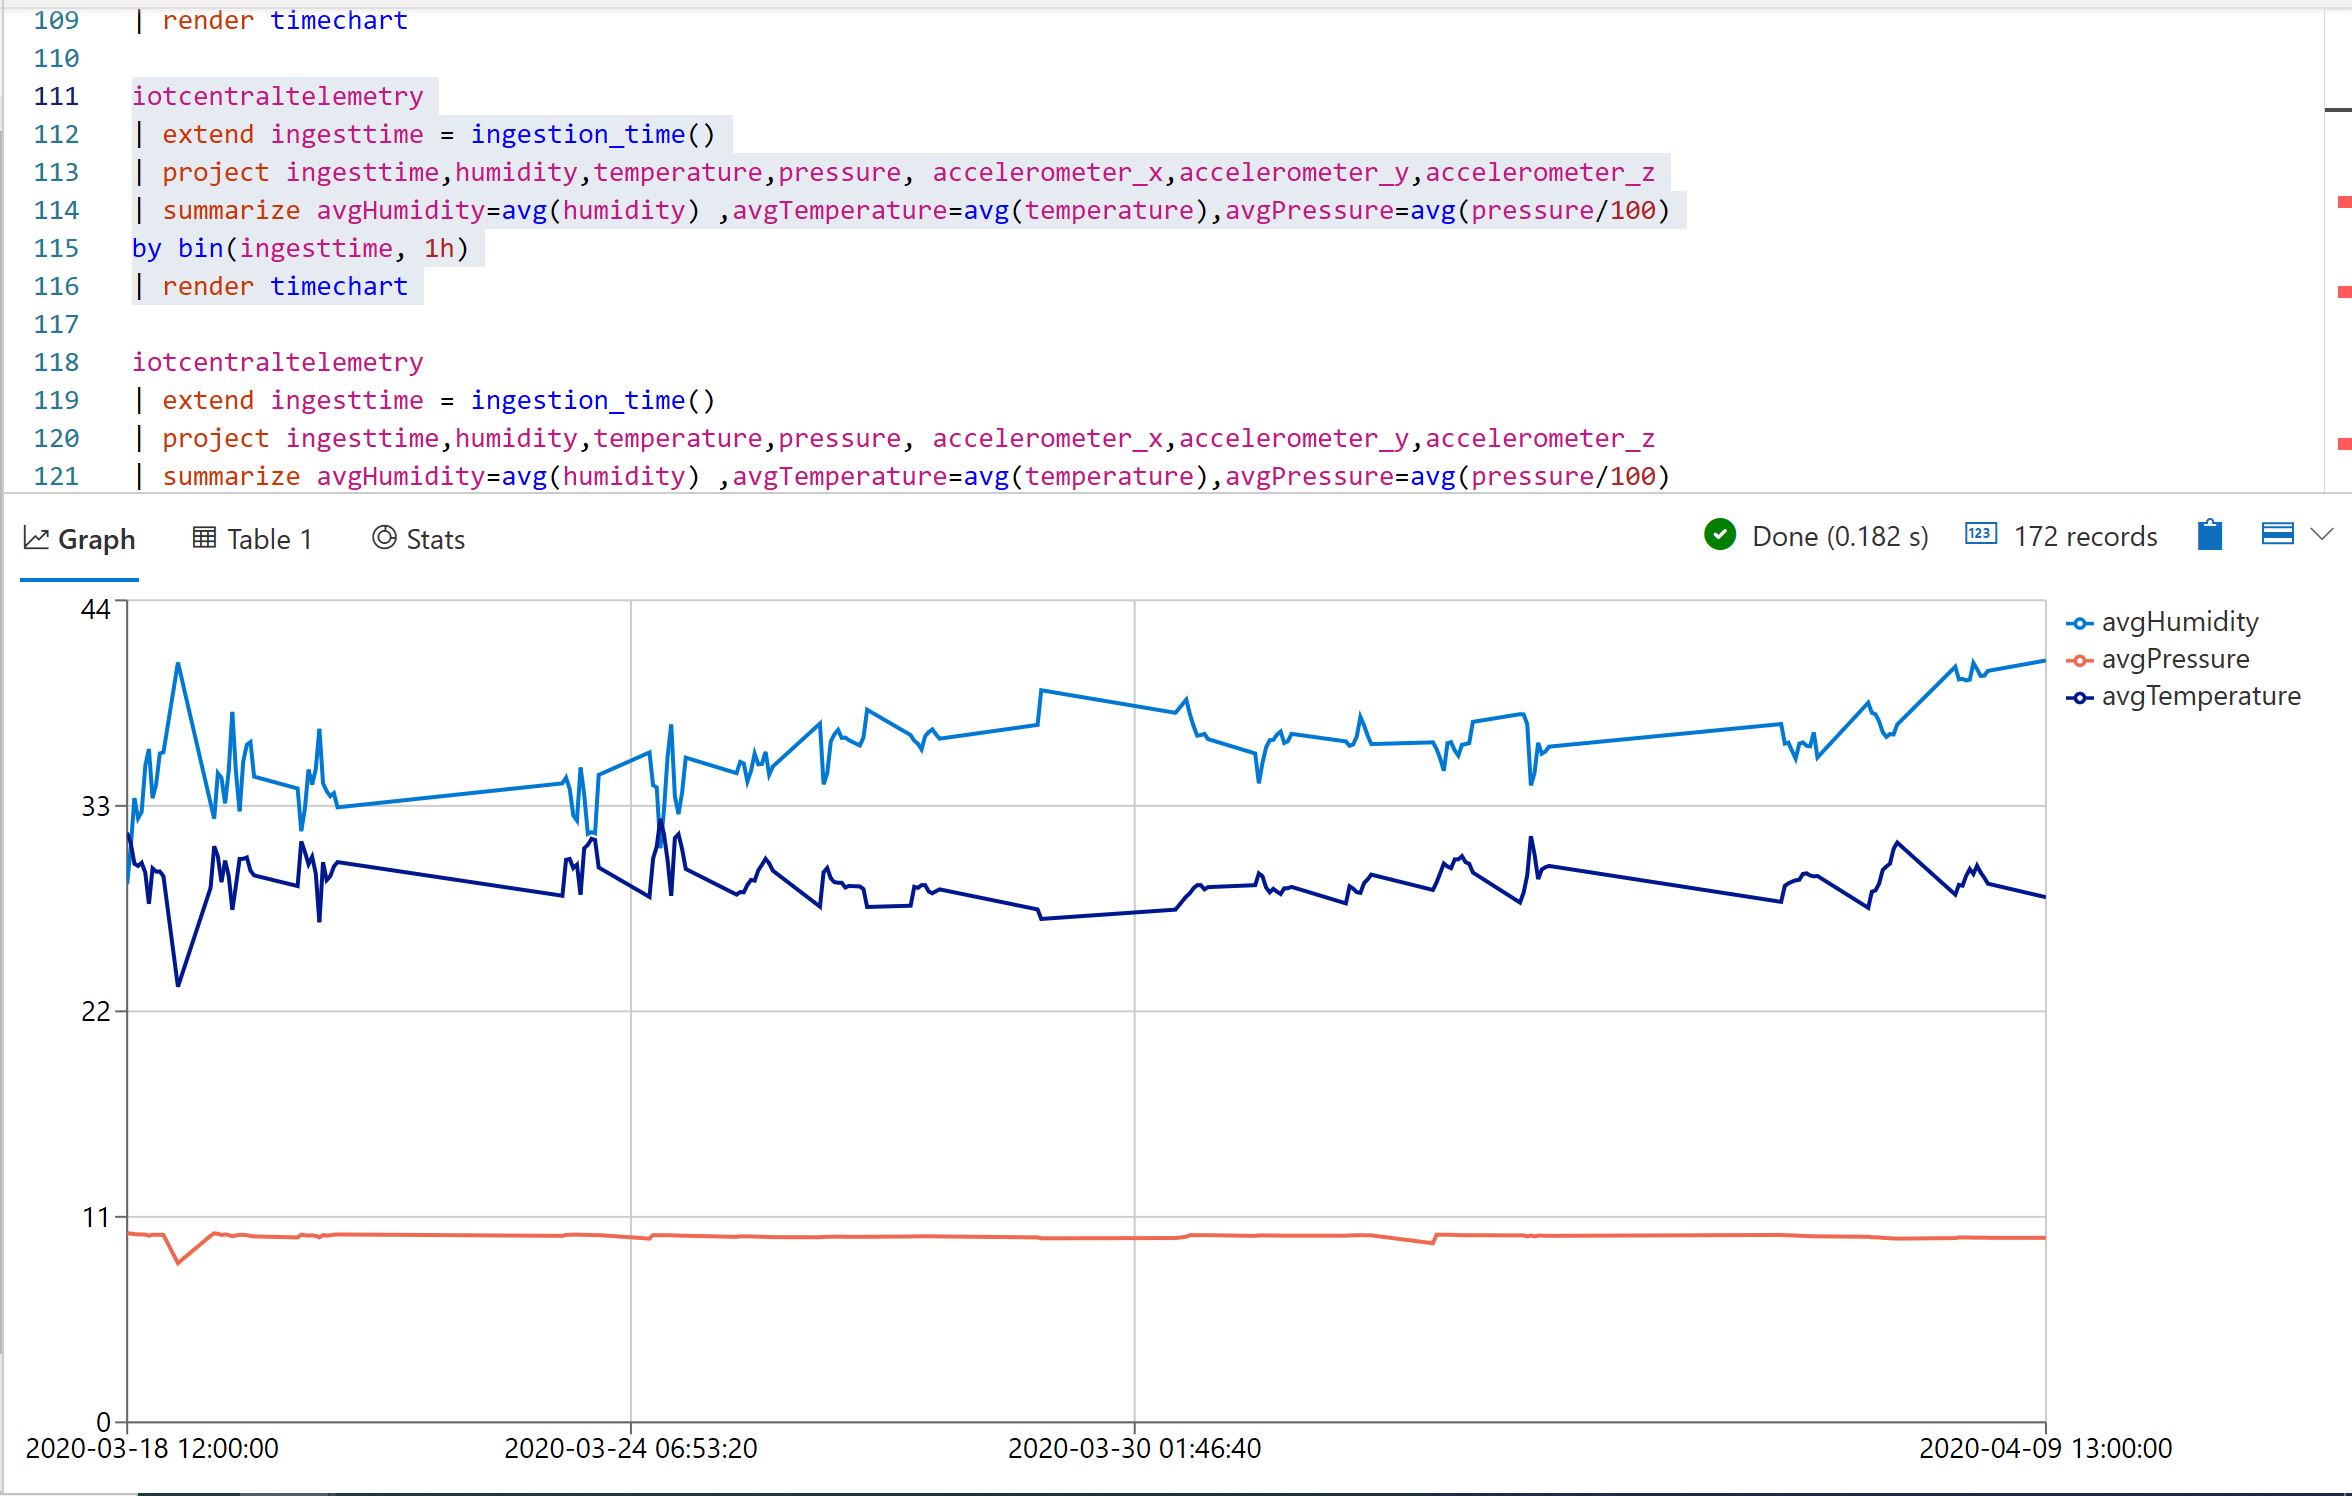 109 | render timechart
110
111 iotcentraltelemetry
112 | extend ingesttime = ingestion_time()
113 | project ingesttime,humidity,temperature,pressure, accelerometer_x,accelerometer_y,accelerometer_z
114 | summarize avgHumidity=avg(humidity) ,avgTemperature=avg(temperature),avgPressure=avg(pressure/100)
115 by bin(ingesttime, 1h)
116 | render timechart
117
118 iotcentraltelemetry
119 | extend ingesttime = ingestion_time()
120 | project ingesttime,humidity,temperature,pressure, accelerometer_x,accelerometer_y,accelerometer_z
121 | summarize avgHumidity=avg(humidity) ,avgTemperature=avg(temperature),avgPressure=avg(pressure/100)
Graph Table 1 Stats Done (0.182 s) 123 172 records
44
33
22
11
0
avgHumidity
avgPressure
avgTemperature
2020-03-18 12:00:00 2020-03-24 06:53:20 2020-03-30 01:46:40 2020-04-09 13:00:00